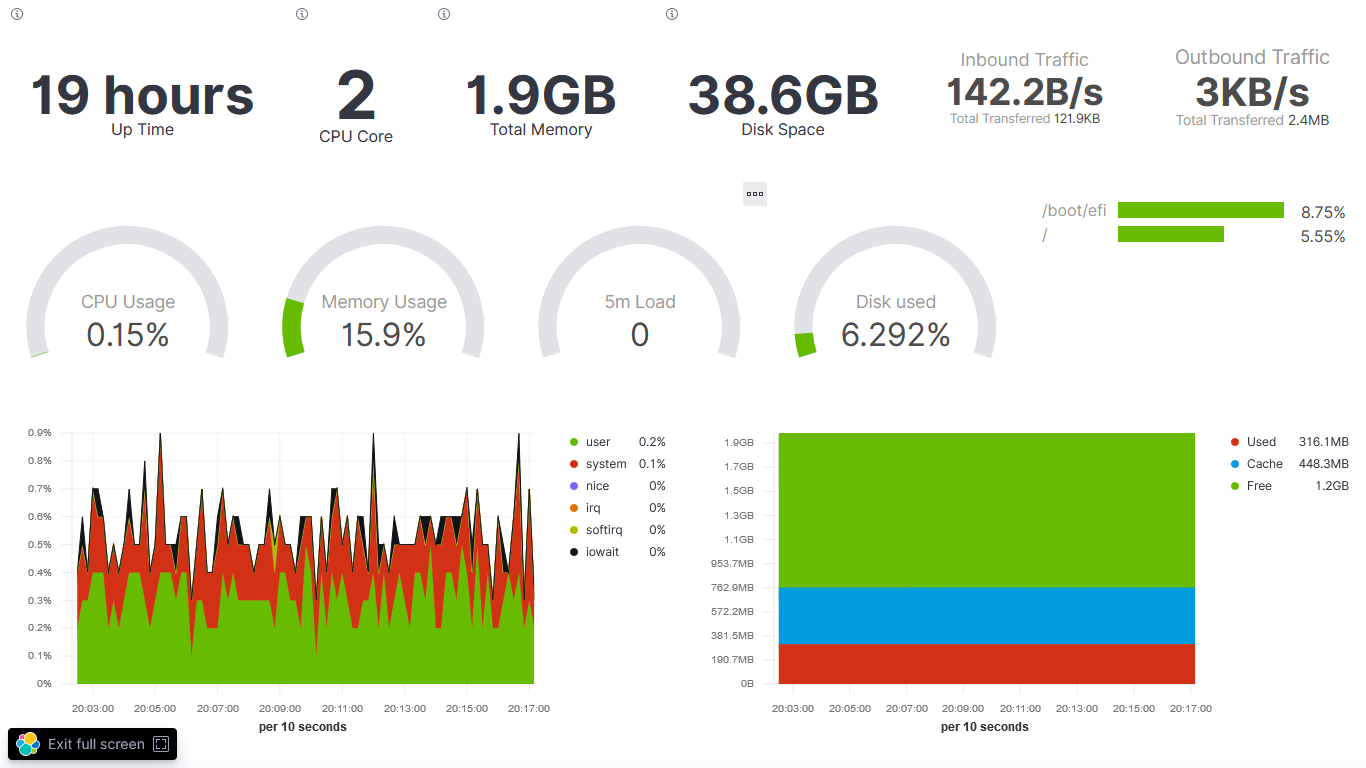 19 hours
Up Time
2
CPU Core
1.9GB
Total Memory
38.6GB
Disk Space
Inbound Traffic
142.2B/s
Total Transferred 121.9KB
Outbound Traffic
3KB/s
Total Transferred 2.4MB
CPU Usage
0.15%
Memory Usage
15.9%
5m Load
0
Disk used
6.292%
/boot/efi 8.75%
/ 5.55%
0.9%
0.8%
0.7%
0.6%
0.5%
0.4%
0.3%
0.2%
0.1%
0%
20:03:00 20:05:00 20:07:00 20:09:00 20:11:00 20:13:00 20:15:00 20:17:00
per 10 seconds
user 0.2%
system 0.1%
nice 0%
irq 0%
softirq 0%
iowait 0%
1.9GB
1.7GB
1.5GB
1.3GB
1.1GB
953.7MB
762.9MB
572.2MB
381.5MB
190.7MB
0B
20:03:00 20:05:00 20:07:00 20:09:00 20:11:00 20:13:00 20:15:00 20:17:00
per 10 seconds
Used 316.1MB
Cache 448.3MB
Free 1.2GB
Exit full screen